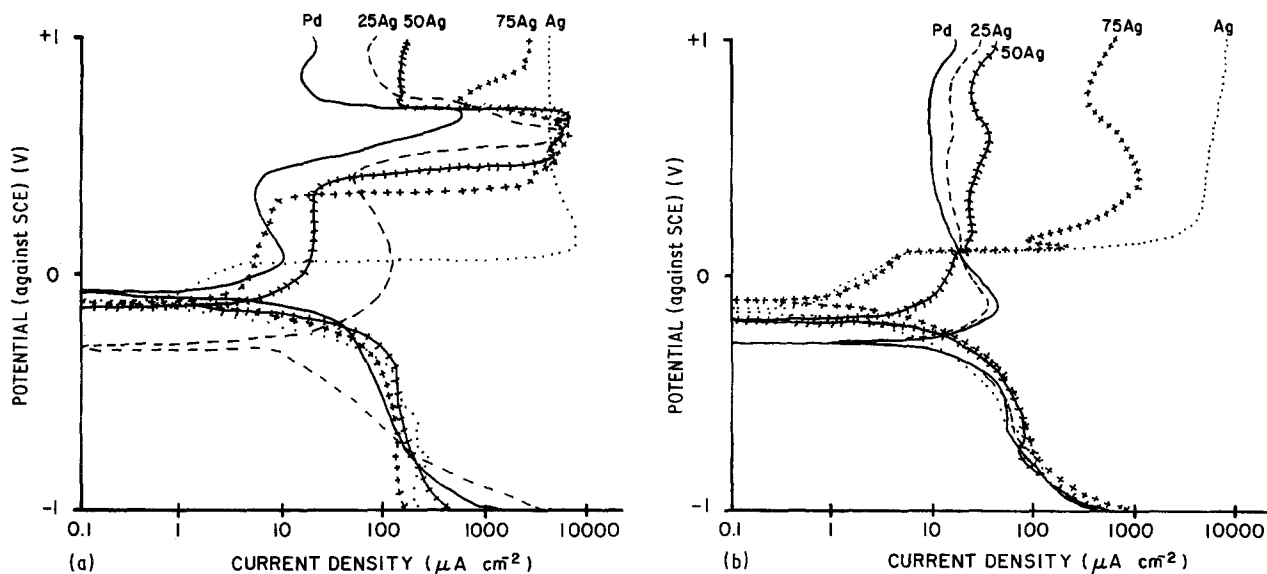 Pd 25Ag 50Ag 75Ag Ag
+1
0
-1
POTENTIAL (against SCE) (V)
0.1 1 10 100 1000 10000
(a) CURRENT DENSITY (μA cm-2)
Pd 25Ag 75Ag Ag
50Ag
+1
0
-1
POTENTIAL (against SCE) (V)
0.1 1 10 100 1000 10000
(b) CURRENT DENSITY (μA cm-2)